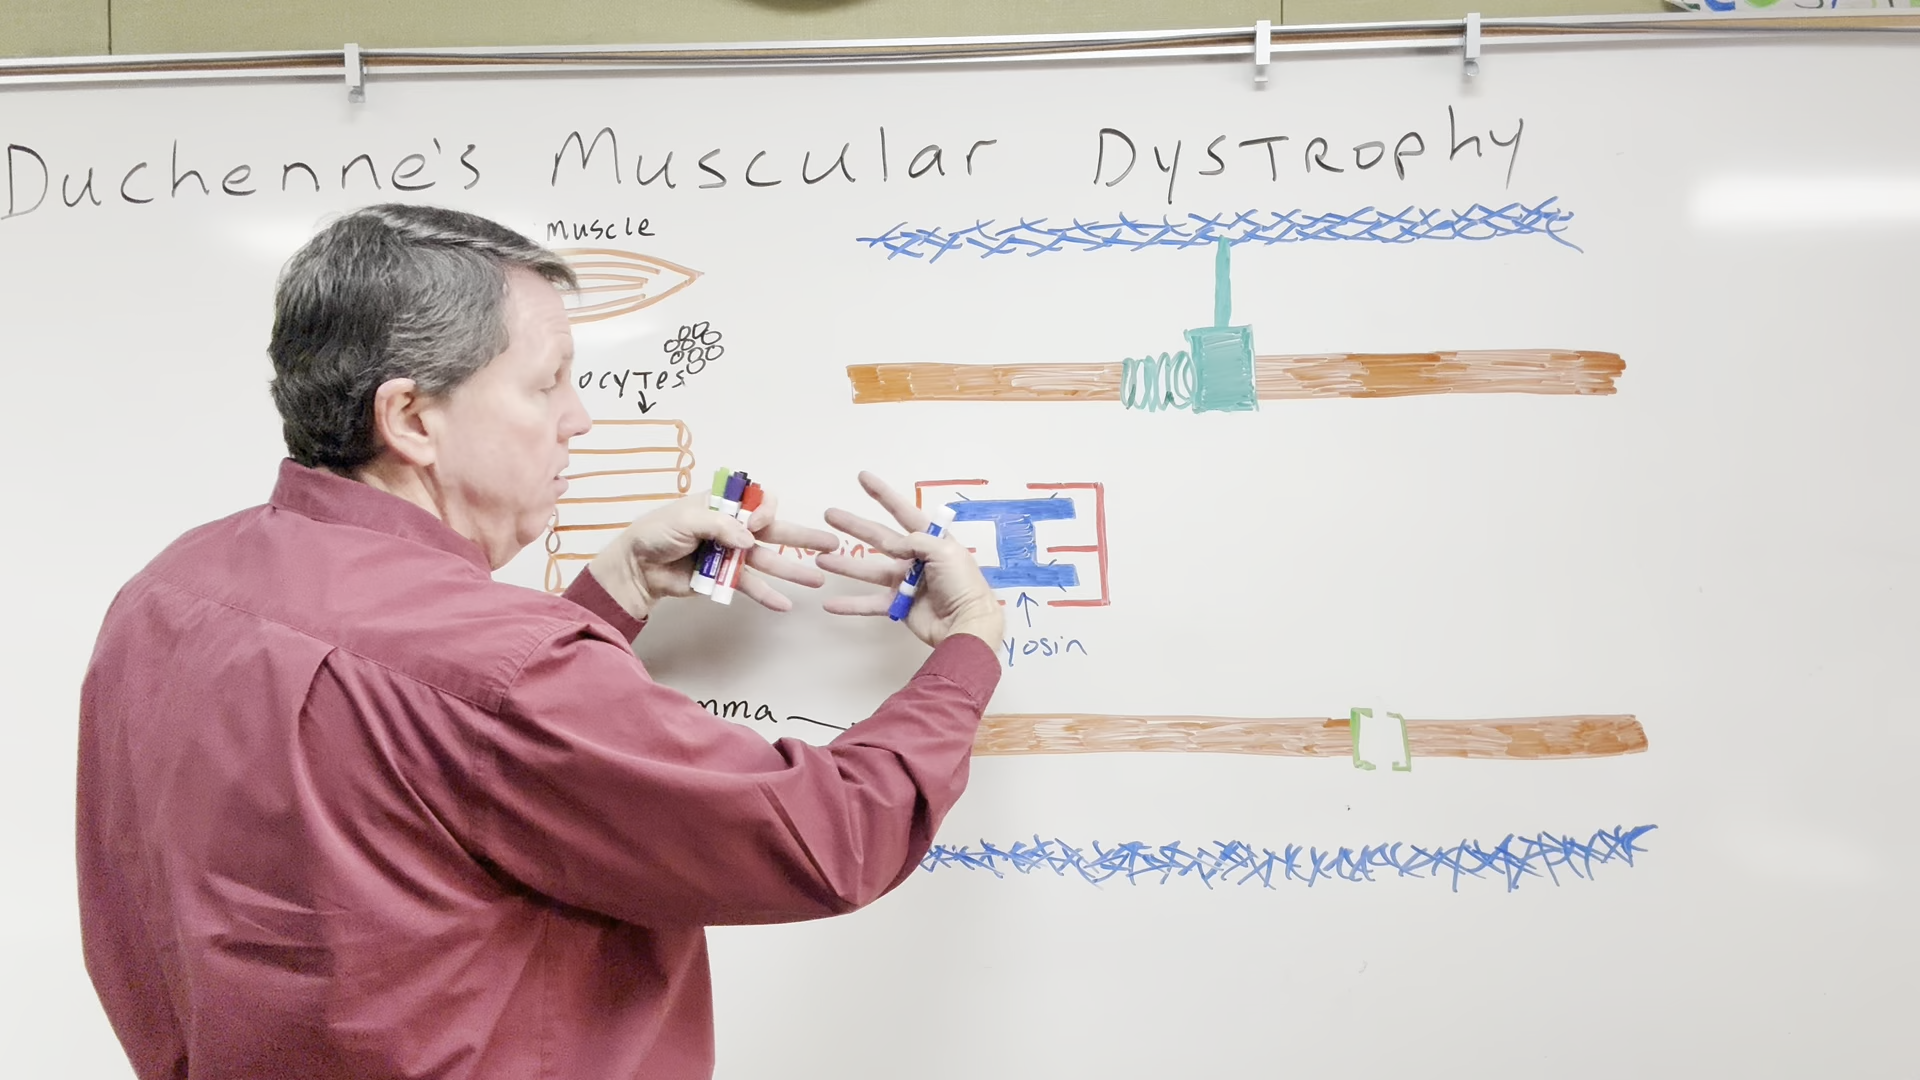 Duchenne's Muscular Dystrophy
muscle
ocytes
yosin
mma